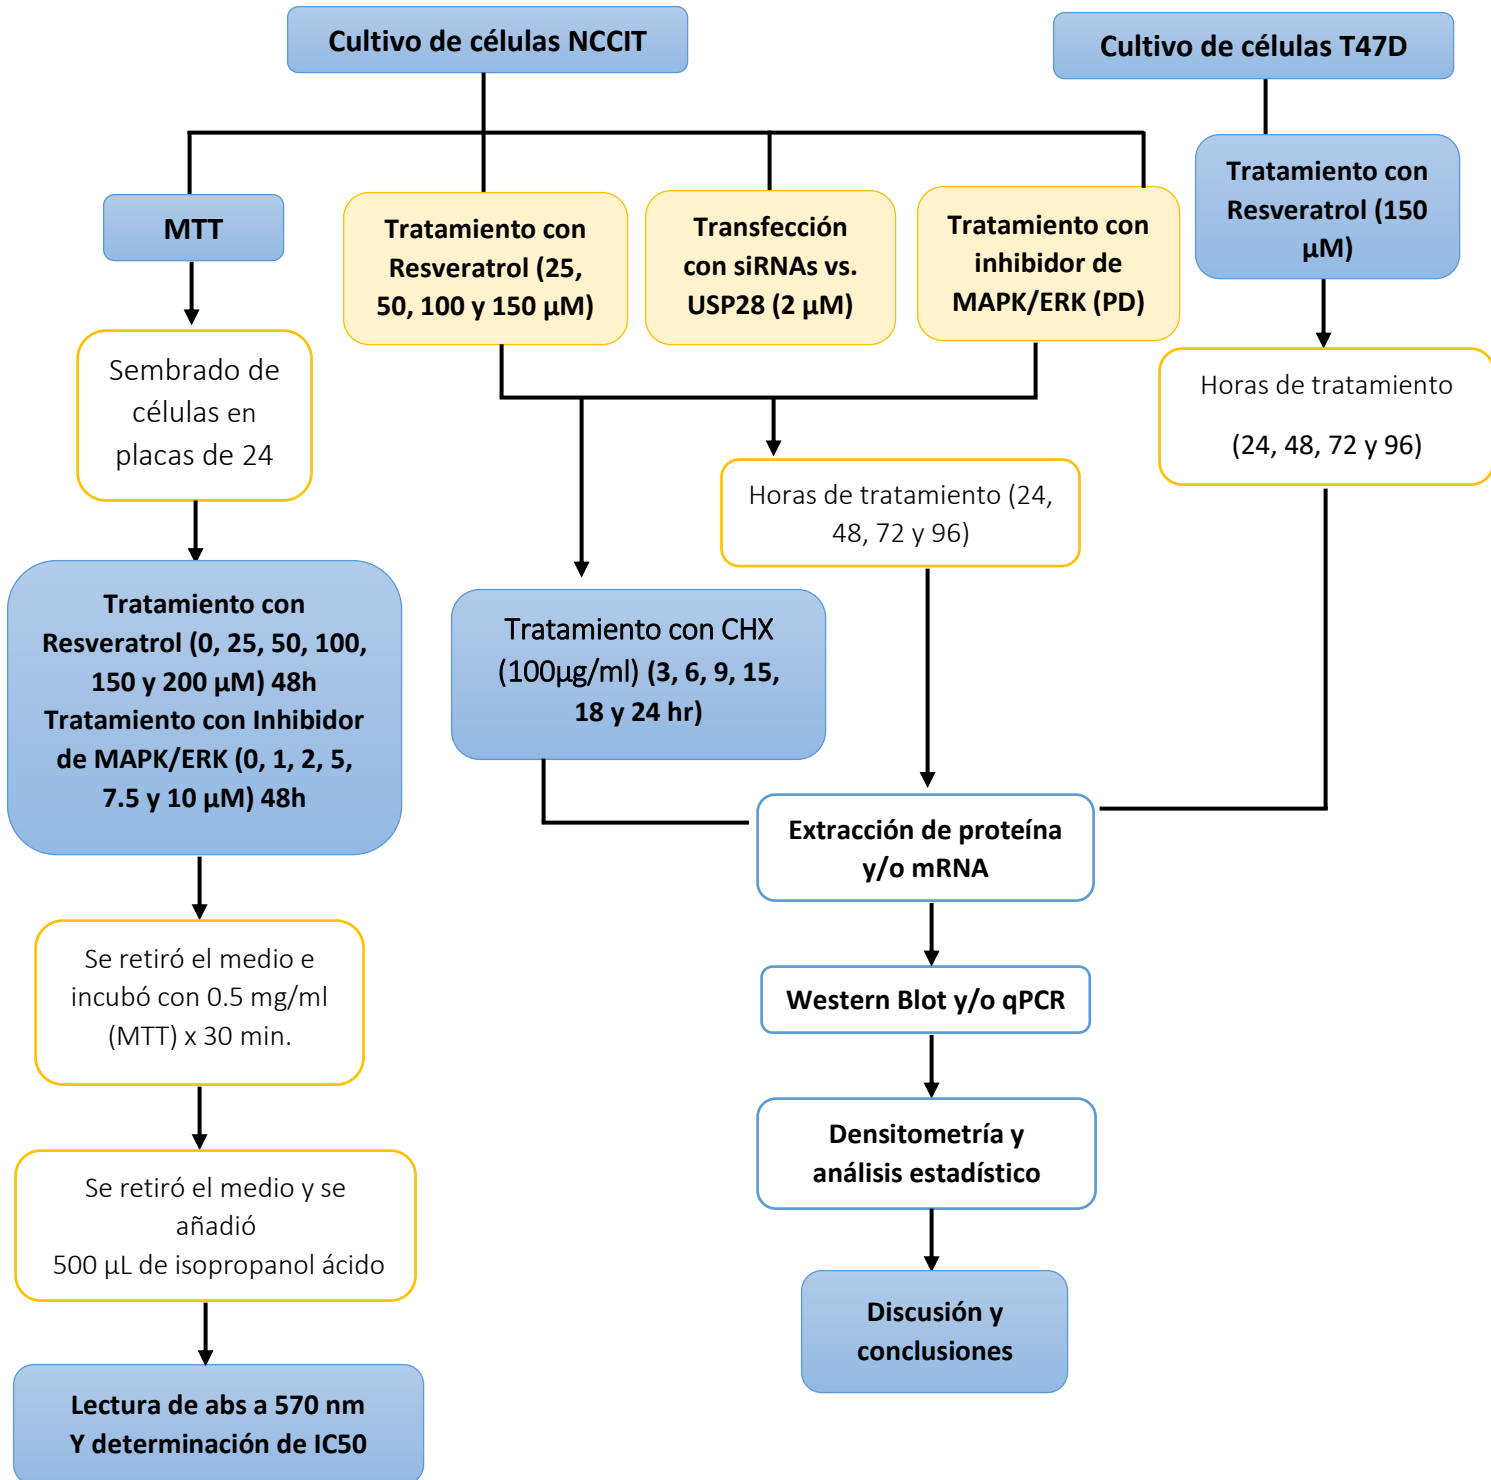 Cultivo de células NCCIT
Cultivo de células T47D
MTT
Tratamiento con
Resveratrol (25,
50, 100 y 150 µM)
Transfección
con siRNAs vs.
USP28 (2 µM)
Tratamiento con
inhibidor de
MAPK/ERK (PD)
Tratamiento con
Resveratrol (150
µM)
Sembrado de
células en
placas de 24
Horas de tratamiento (24,
48, 72 y 96)
Horas de tratamiento
(24, 48, 72 y 96)
Tratamiento con
Resveratrol (0, 25, 50, 100,
150 y 200 µM) 48h
Tratamiento con Inhibidor
de MAPK/ERK (0, 1, 2, 5,
7.5 y 10 µM) 48h
Tratamiento con CHX
(100µg/ml) (3, 6, 9, 15,
18 y 24 hr)
Extracción de proteína
y/o mRNA
Se retiró el medio e
incubó con 0.5 mg/ml
(MTT) x 30 min.
Western Blot y/o qPCR
Densitometría y
análisis estadístico
Se retiró el medio y se
añadió
500 µL de isopropanol ácido
Discusión y
conclusiones
Lectura de abs a 570 nm
Y determinación de IC50